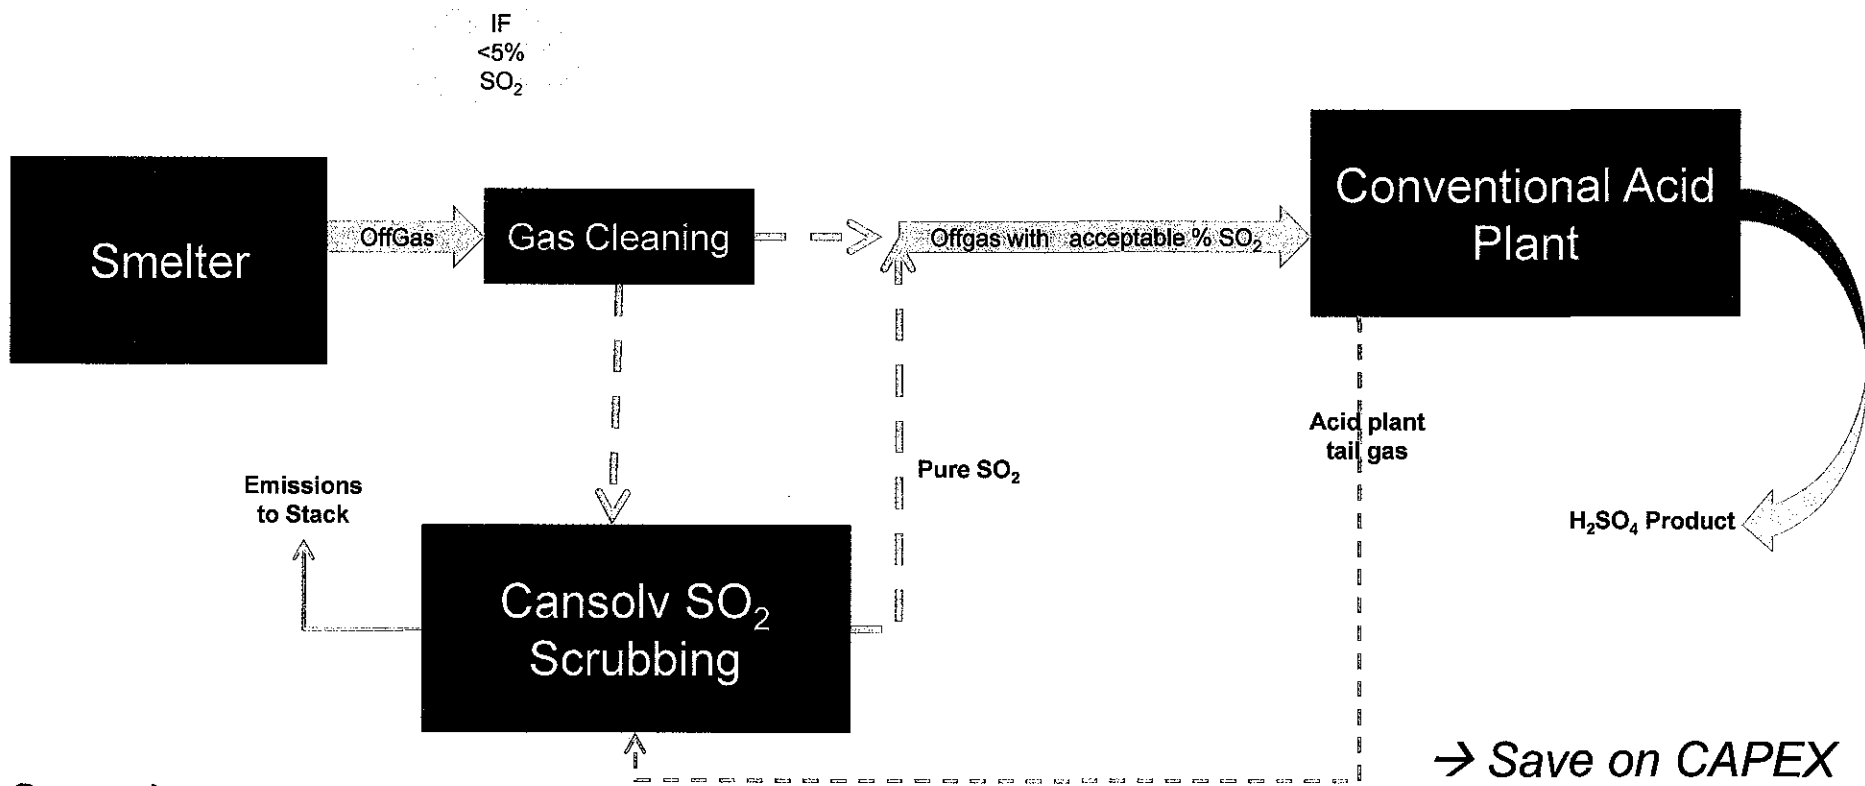 IF
<5%
SO₂
Smelter
OffGas
Gas Cleaning
Offgas with acceptable % SO₂
Conventional Acid
Plant
Emissions
to Stack
Pure SO₂
Acid plant
tail gas
H₂SO₄ Product
Cansolv SO₂
Scrubbing
→ Save on CAPEX